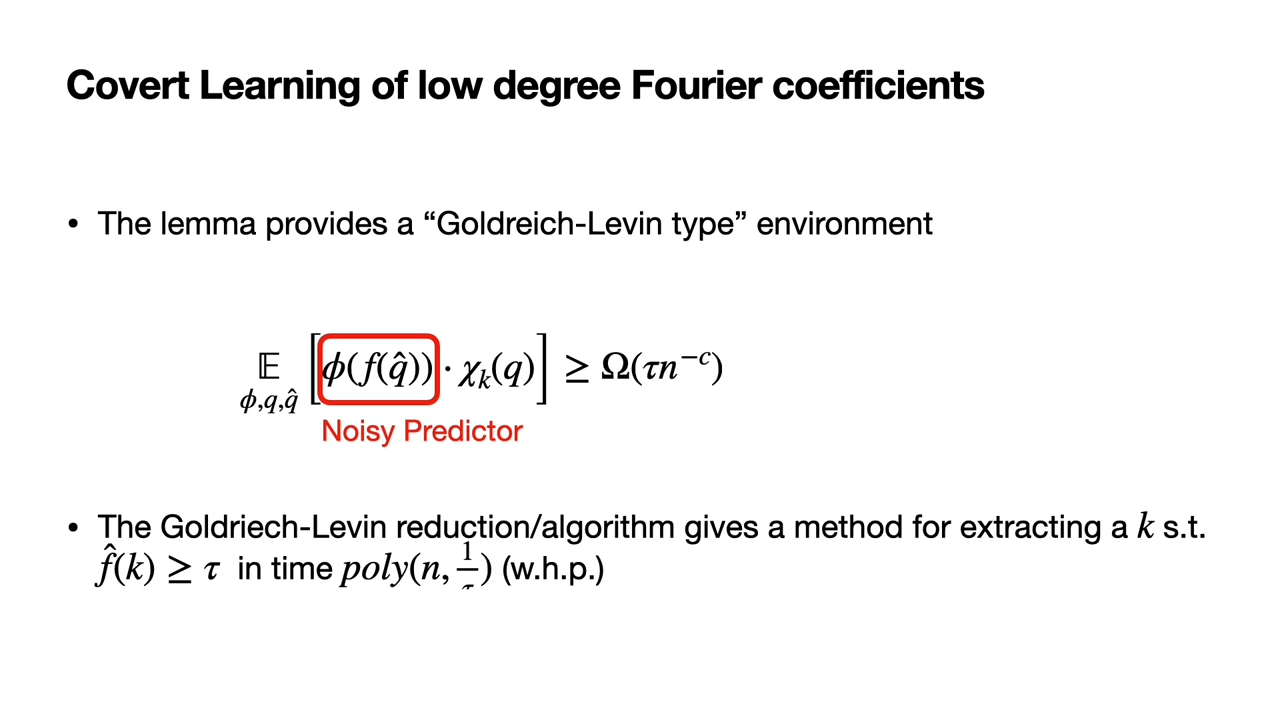 Covert Learning of low degree Fourier coefficients
• The lemma provides a “Goldreich-Levin type” environment
𝔼_{ϕ,q,q̂} [ϕ(f(q̂)) · χ_k(q)] ≥ Ω(τn^{−c})
Noisy Predictor
• The Goldriech-Levin reduction/algorithm gives a method for extracting a k s.t.
f̂(k) ≥ τ in time poly(n, 1/τ) (w.h.p.)